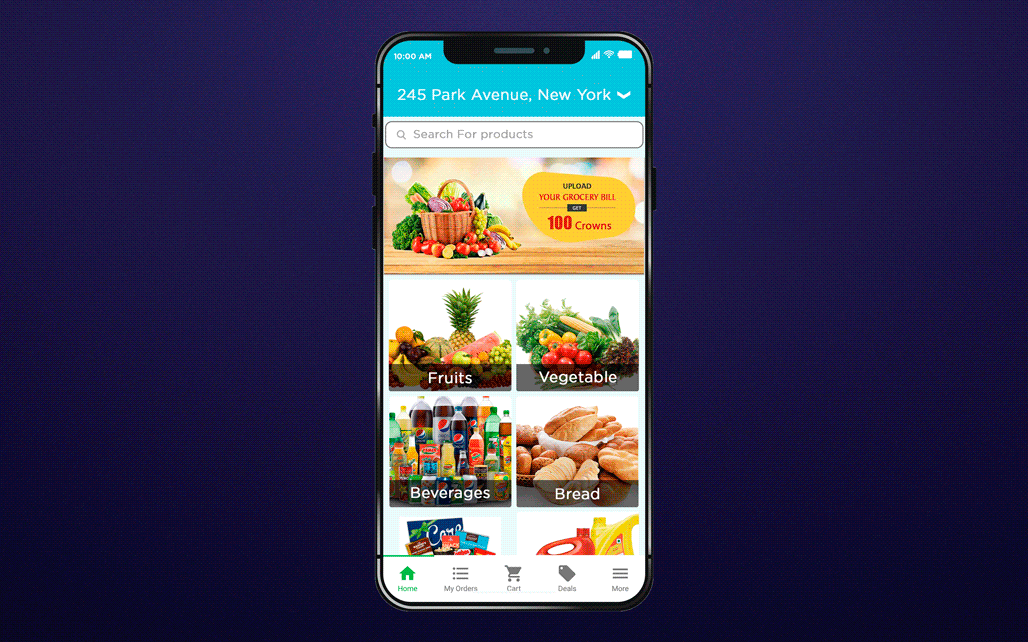 10:00 AM
245 Park Avenue, New York
Search For products
UPLOAD
YOUR GROCERY BILL
GET
100 Crowns
Fruits
Vegetable
Beverages
Bread
Home
My Orders
Cart
Deals
More